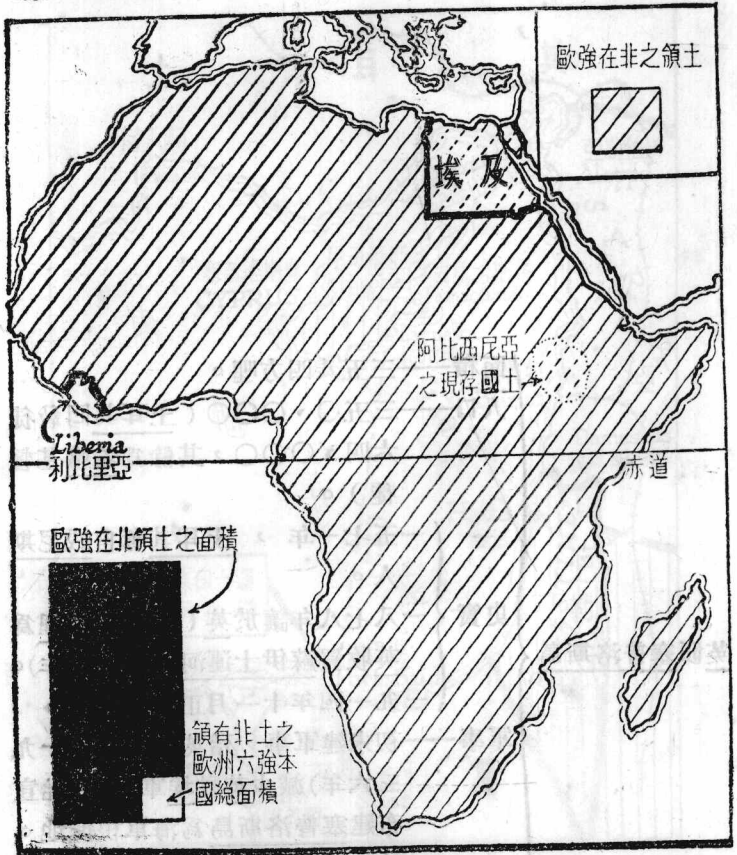 歐強在非之領土
埃及
阿比西尼亞
之現存國土
Liberia
利比里亞
赤道
歐強在非領土之面積
領有非土之
歐洲六強本
國総面積